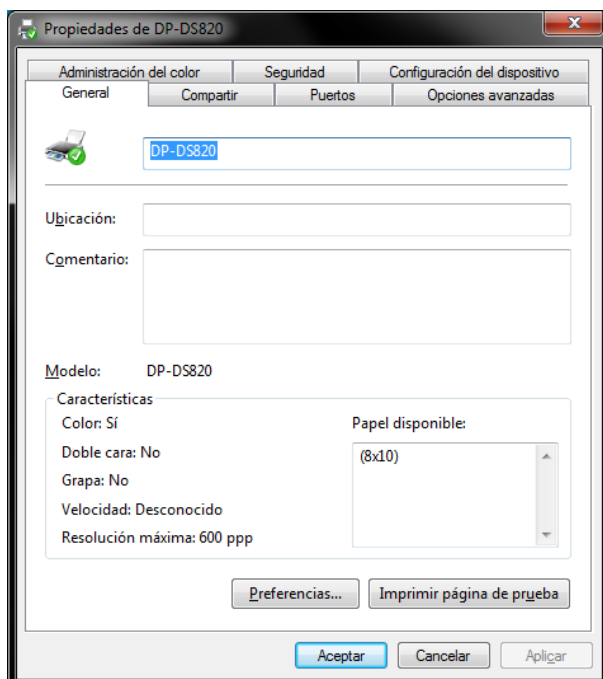 Propiedades de DP-DS820
Administración del color
Seguridad
Configuración del dispositivo
General
Compartir
Puertos
Opciones avanzadas
DP-DS820
Ubicación:
Comentario:
Modelo: DP-DS820
Características
Color: Sí
Papel disponible:
Doble cara: No
(8x10)
Grapa: No
Velocidad: Desconocido
Resolución máxima: 600 ppp
Preferencias...
Imprimir página de prueba
Aceptar
Cancelar
Aplicar